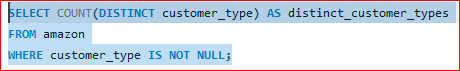 SELECT COUNT(DISTINCT customer_type) AS distinct_customer_types
FROM amazon
WHERE customer_type IS NOT NULL;